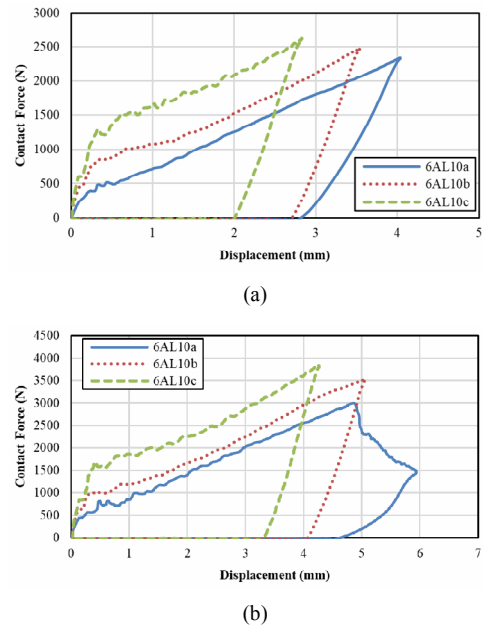 3000
2500
2000
1500
1000
500
0
Contact Force (N)
6AL10a
6AL10b
6AL10c
0 1 2 3 4 5
Displacement (mm)
(a)
4500
4000
3500
3000
2500
2000
1500
1000
500
0
Contact Force (N)
6AL10a
6AL10b
6AL10c
0 1 2 3 4 5 6 7
Displacement (mm)
(b)